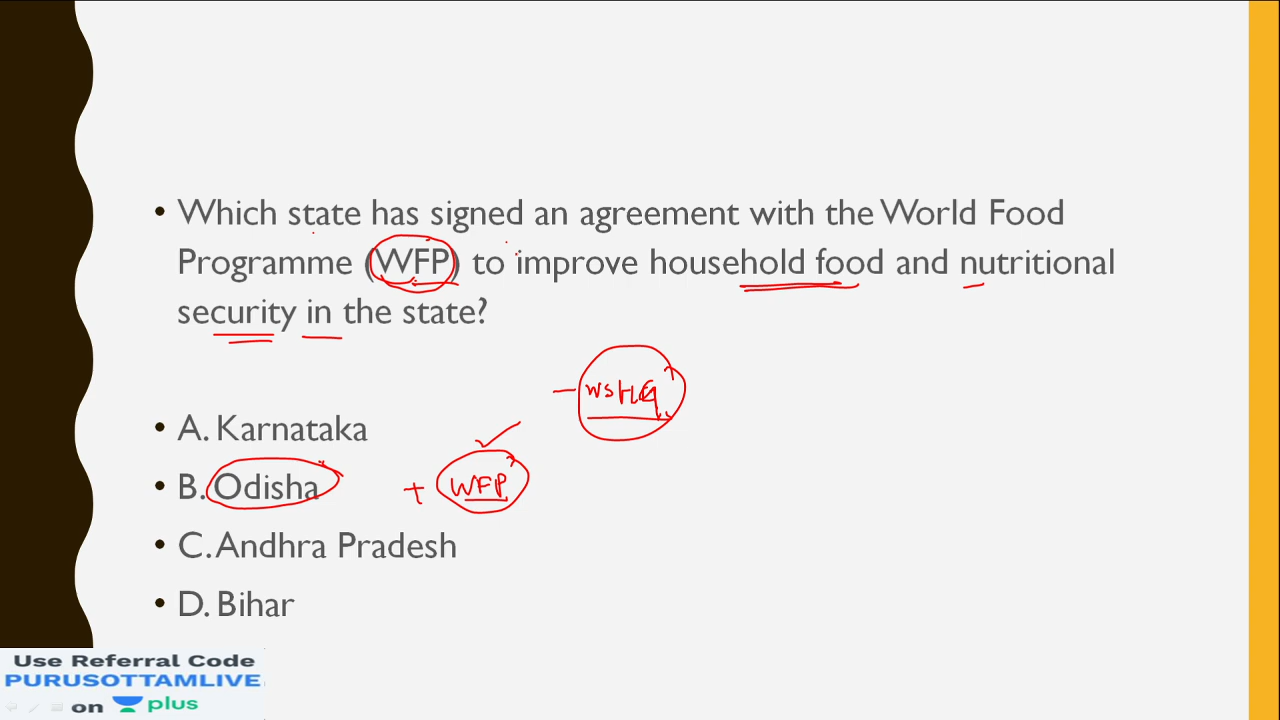 • Which state has signed an agreement with the World Food
Programme (WFP) to improve household food and nutritional
security in the state?
- WSHG
• A. Karnataka
• B. Odisha + WFP
• C. Andhra Pradesh
• D. Bihar
Use Referral Code
PURUSOTTAMLIVE
on plus